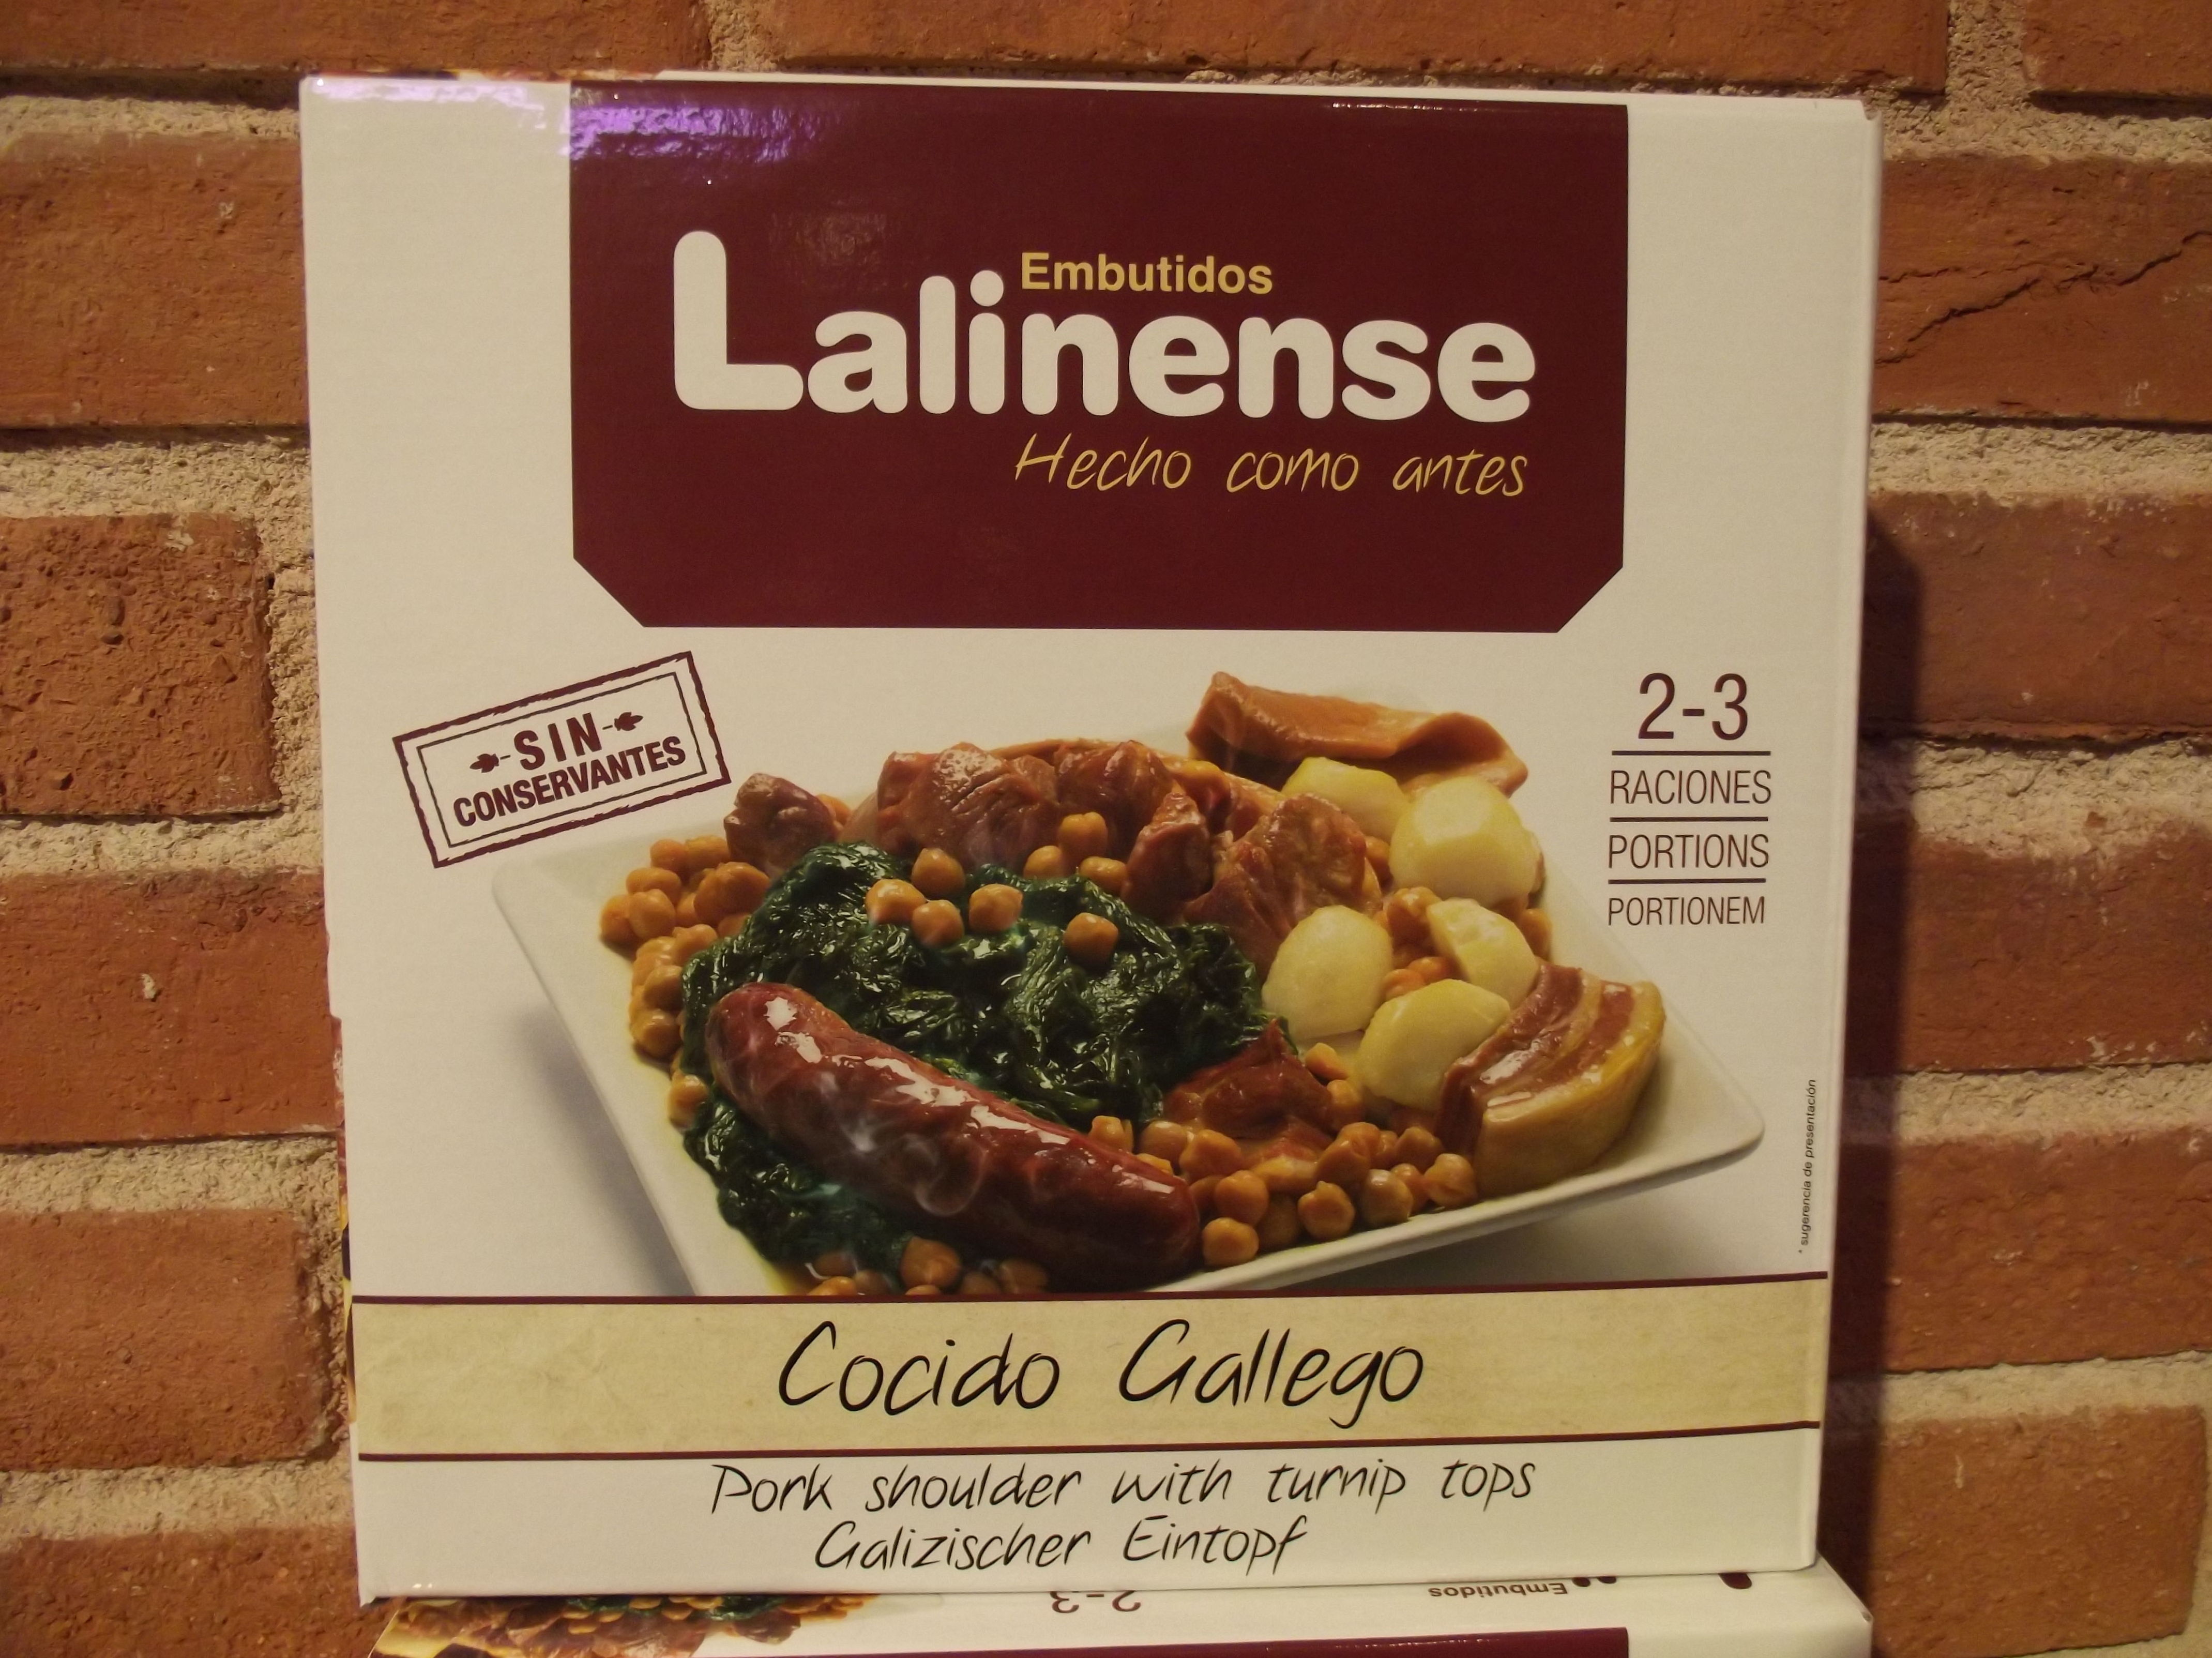 Embutidos
Lalinense
Hecho como antes
SIN
CONSERVANTES
2-3
RACIONES
PORTIONS
PORTIONEM
* sugerencia de presentación
Cocido Gallego
Pork shoulder with turnip tops
Galizischer Eintopf
2-3
Embutidos